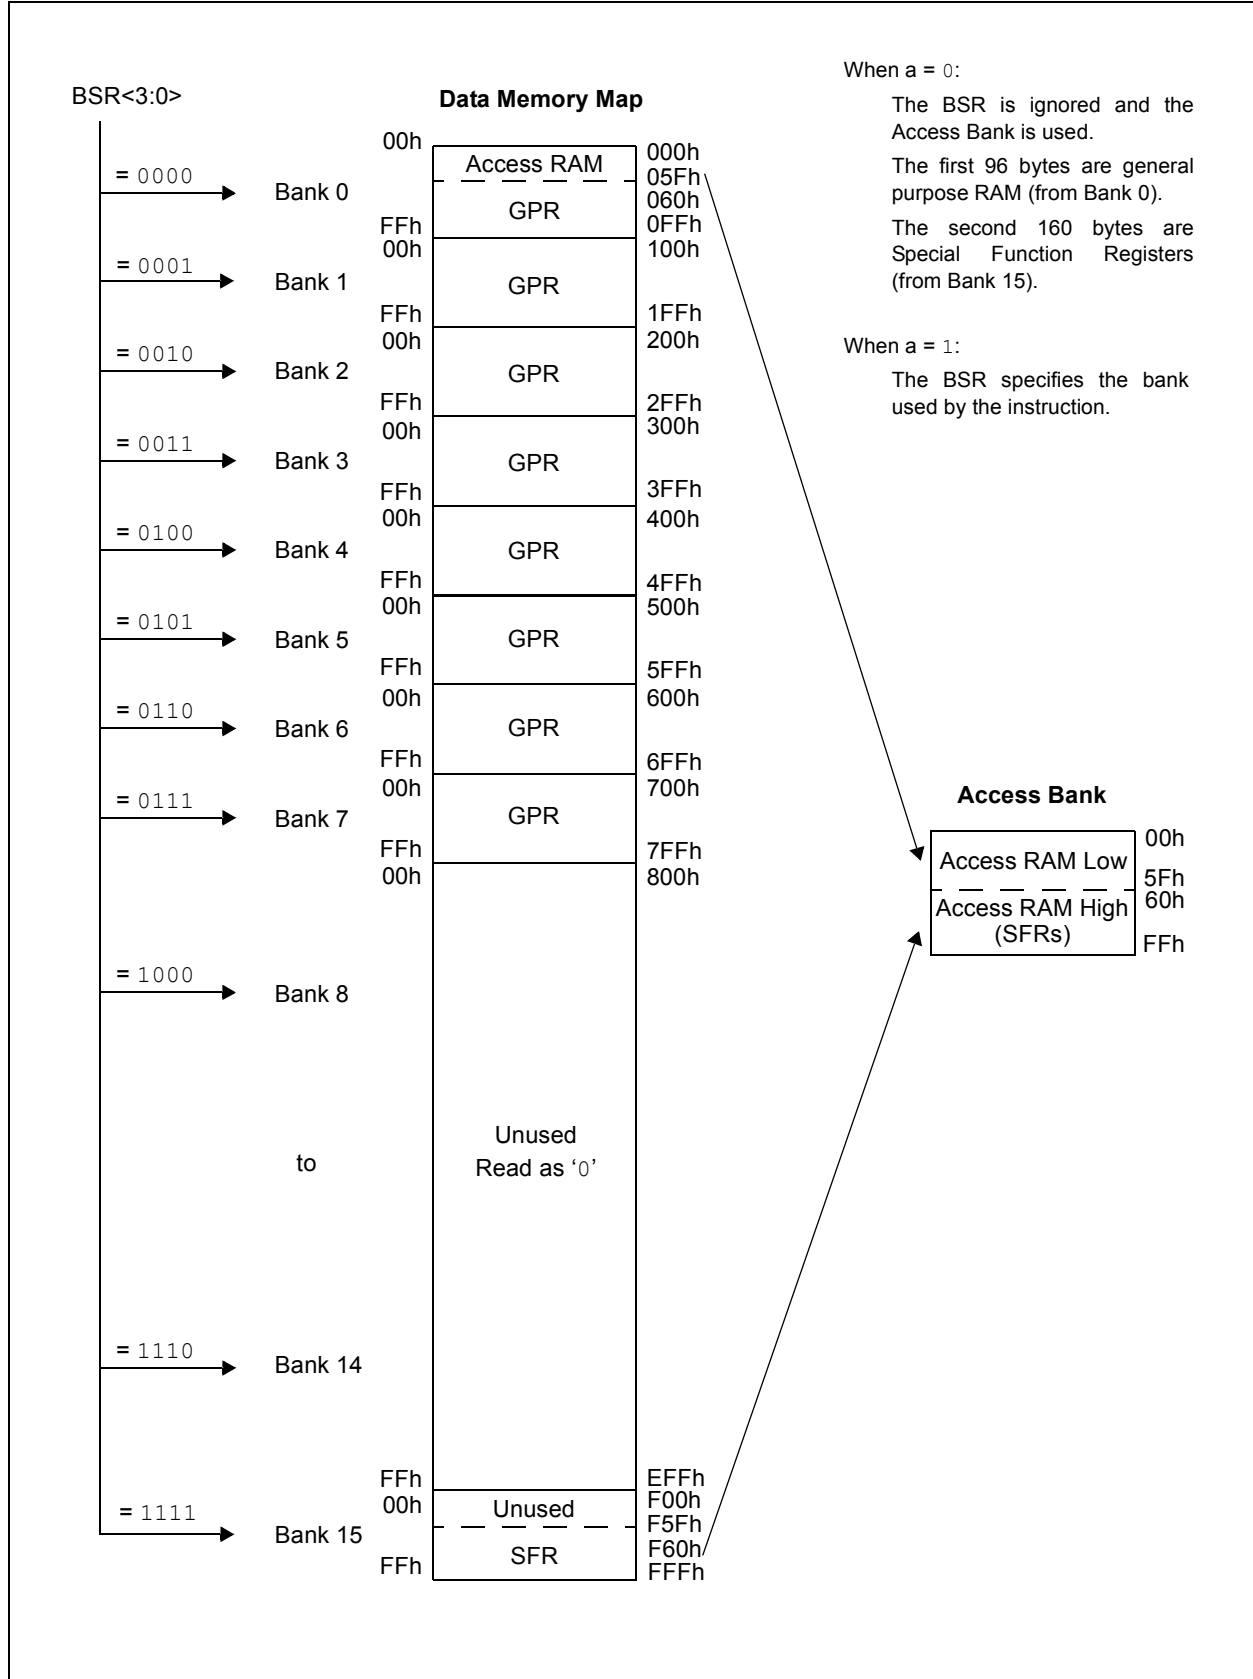 BSR<3:0>
Data Memory Map
When a = 0:
The BSR is ignored and the
Access Bank is used.
The first 96 bytes are general
purpose RAM (from Bank 0).
The second 160 bytes are
Special Function Registers
(from Bank 15).
When a = 1:
The BSR specifies the bank
used by the instruction.
= 0000
Bank 0
00h
FFh
Access RAM
GPR
000h
05Fh
060h
0FFh
= 0001
Bank 1
00h
FFh
GPR
100h
1FFh
= 0010
Bank 2
00h
FFh
GPR
200h
2FFh
= 0011
Bank 3
00h
FFh
GPR
300h
3FFh
= 0100
Bank 4
00h
FFh
GPR
400h
4FFh
= 0101
Bank 5
00h
FFh
GPR
500h
5FFh
= 0110
Bank 6
00h
FFh
GPR
600h
6FFh
= 0111
Bank 7
00h
FFh
GPR
700h
7FFh
= 1000
Bank 8
00h
800h
to
Unused
Read as ‘0’
= 1110
Bank 14
FFh
EFFh
= 1111
Bank 15
00h
FFh
Unused
SFR
F00h
F5Fh
F60h
FFFh
Access Bank
Access RAM Low
Access RAM High
(SFRs)
00h
5Fh
60h
FFh